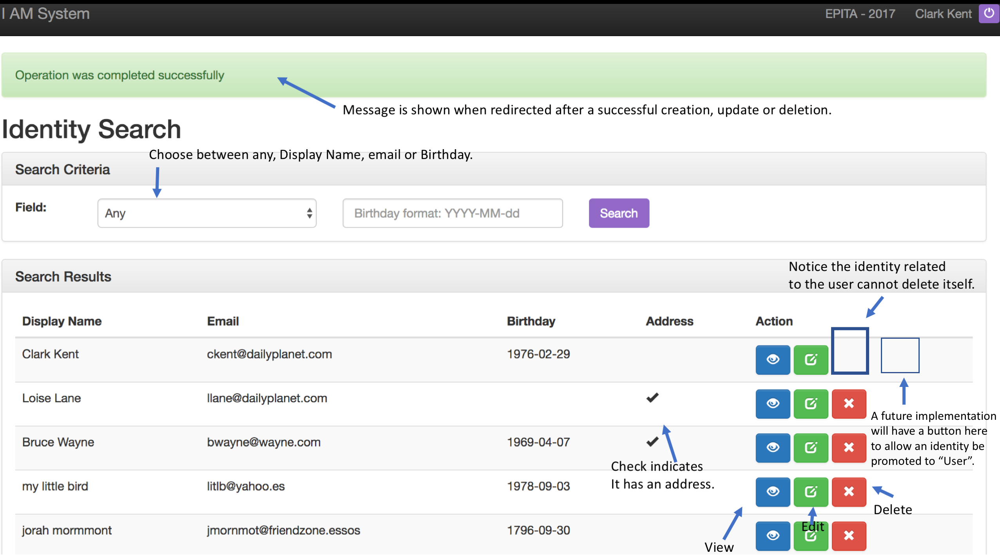 I AM System EPITA - 2017 Clark Kent
Operation was completed successfully
Message is shown when redirected after a successful creation, update or deletion.
Identity Search
Choose between any, Display Name, email or Birthday.
Search Criteria
Field: Any Birthday format: YYYY-MM-dd Search
Notice the identity related
to the user cannot delete itself.
Search Results
Display Name Email Birthday Address Action
Clark Kent ckent@dailyplanet.com 1976-02-29
Loise Lane llane@dailyplanet.com
A future implementation
will have a button here
to allow an identity be
promoted to “User”.
Bruce Wayne bwayne@wayne.com 1969-04-07
Check indicates
It has an address.
my little bird litlb@yahoo.es 1978-09-03
Delete
Edit
jorah mormmont jmornmot@friendzone.essos 1796-09-30
View